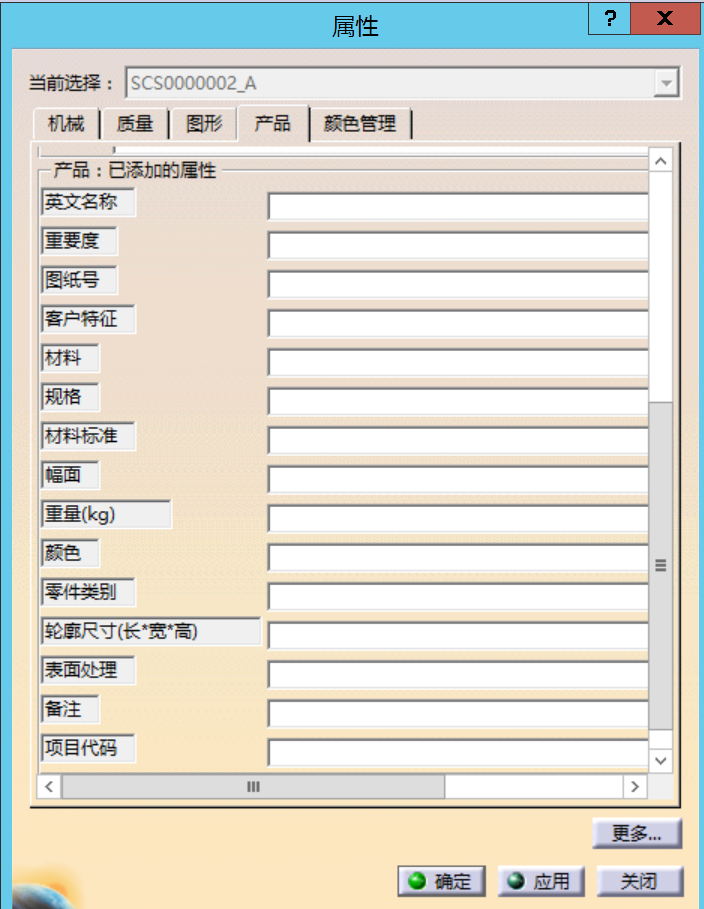 属性
?
X
当前选择： SCS0000002_A
机械 质量 图形 产品 颜色管理
产品：已添加的属性
英文名称
重要度
图纸号
客户特征
材料
规格
材料标准
幅面
重量(kg)
颜色
零件类别
轮廓尺寸(长*宽*高)
表面处理
备注
项目代码
更多...
确定 应用 关闭